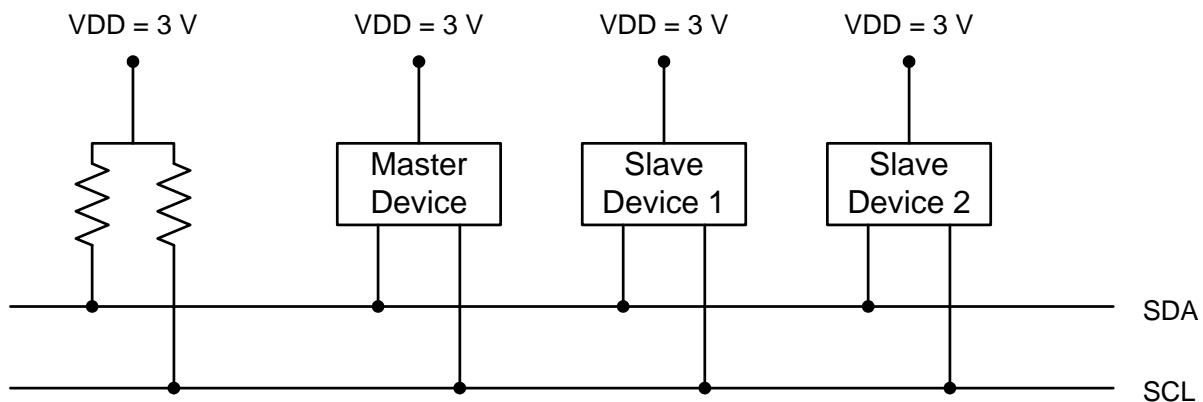 VDD = 3 V
VDD = 3 V
VDD = 3 V
VDD = 3 V
Master
Device
Slave
Device 1
Slave
Device 2
SDA
SCL